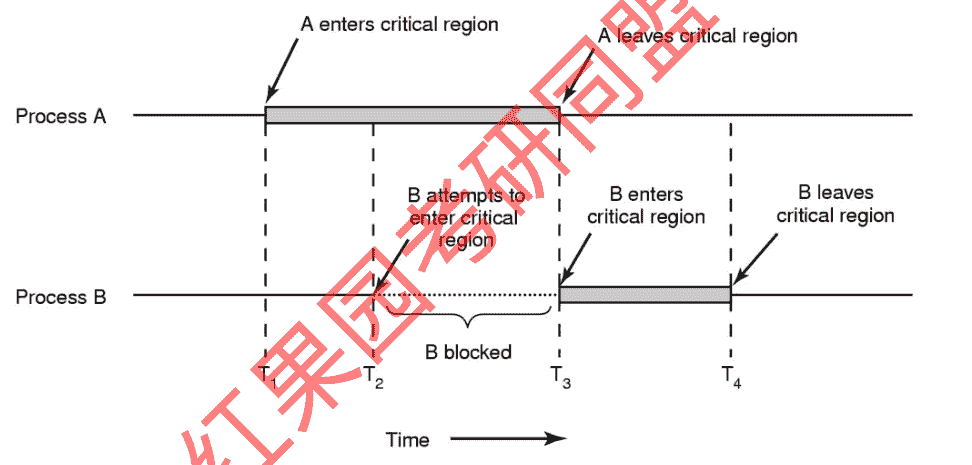 A enters critical region
A leaves critical region
Process A
B attempts to
enter critical
region
B enters
critical region
B leaves
critical region
Process B
B blocked
T1
T2
T3
T4
Time
红果园考研同盟